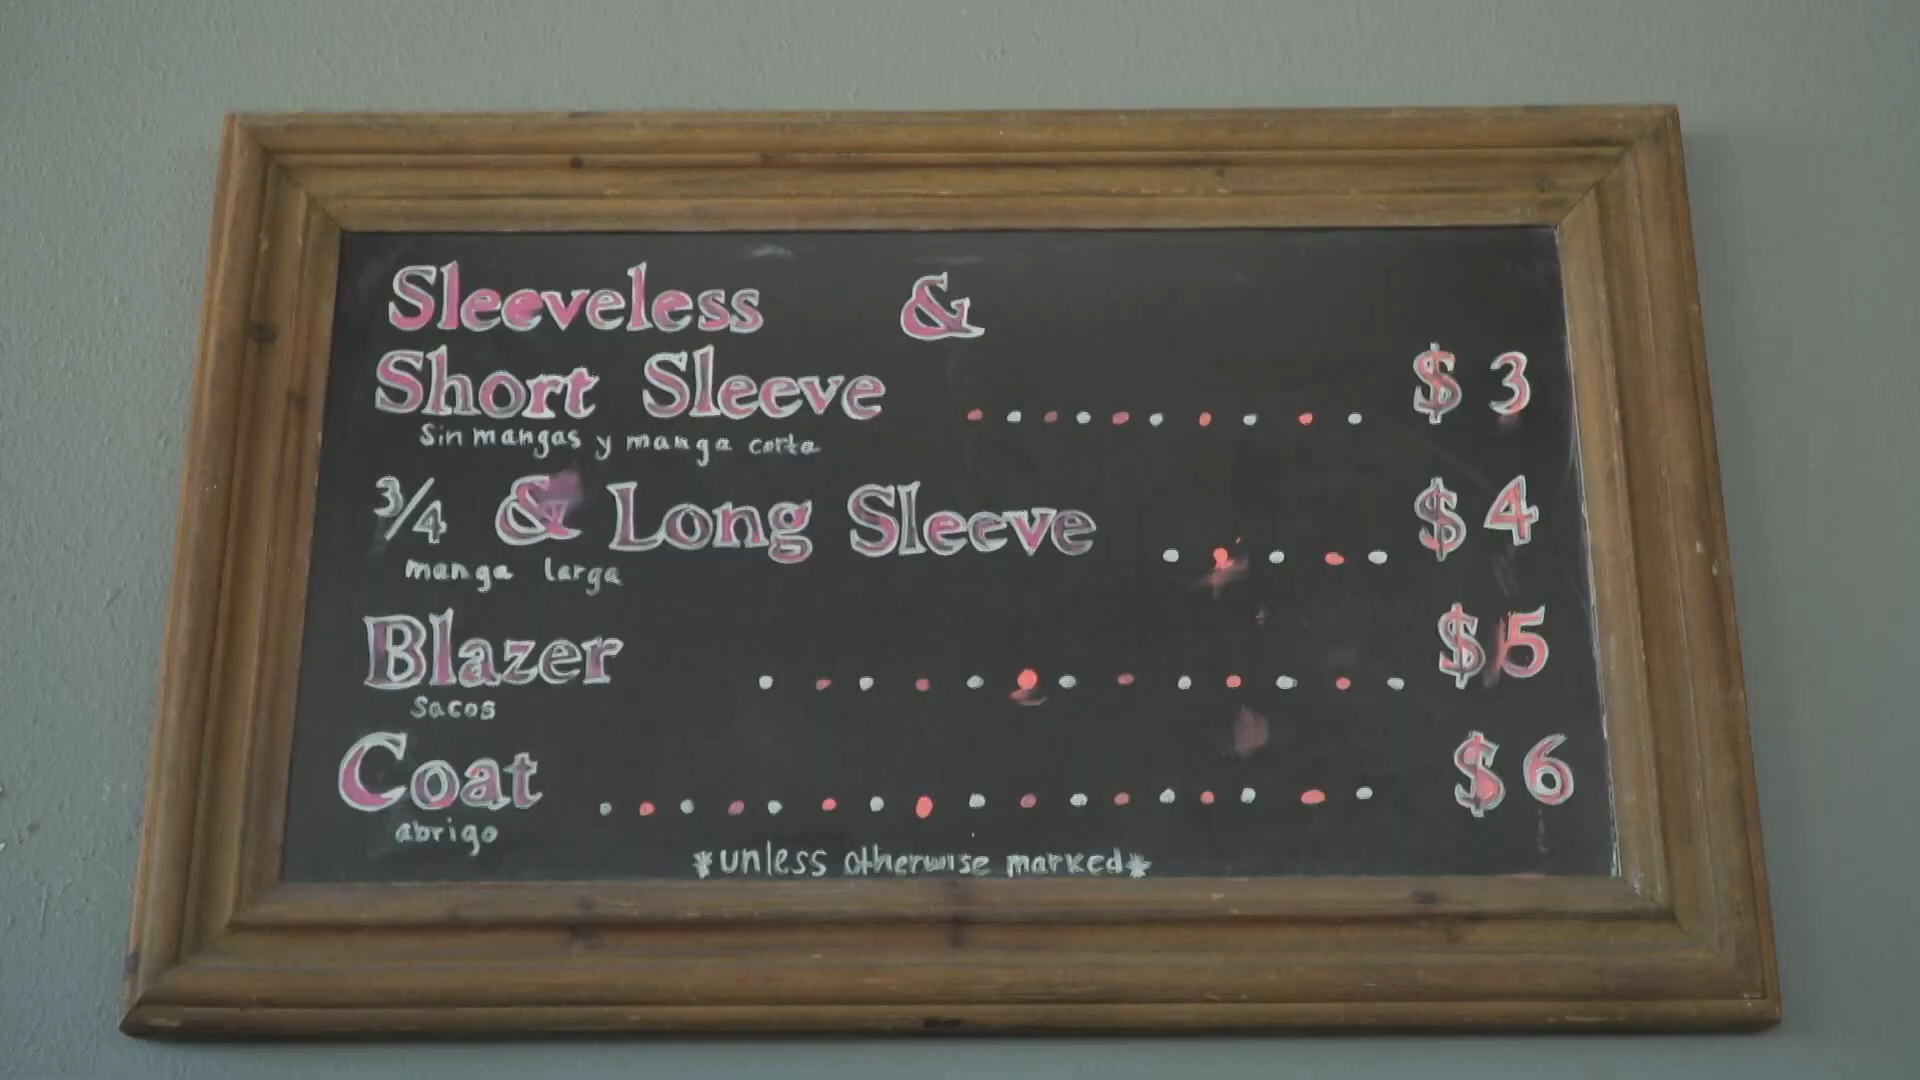 Sleeveless &
Short Sleeve .......... $3
Sin mangas y manga corta
3/4 & Long Sleeve ..... $4
manga larga
Blazer ............. $5
Sacos
Coat ................. $6
abrigo
*unless otherwise marked*